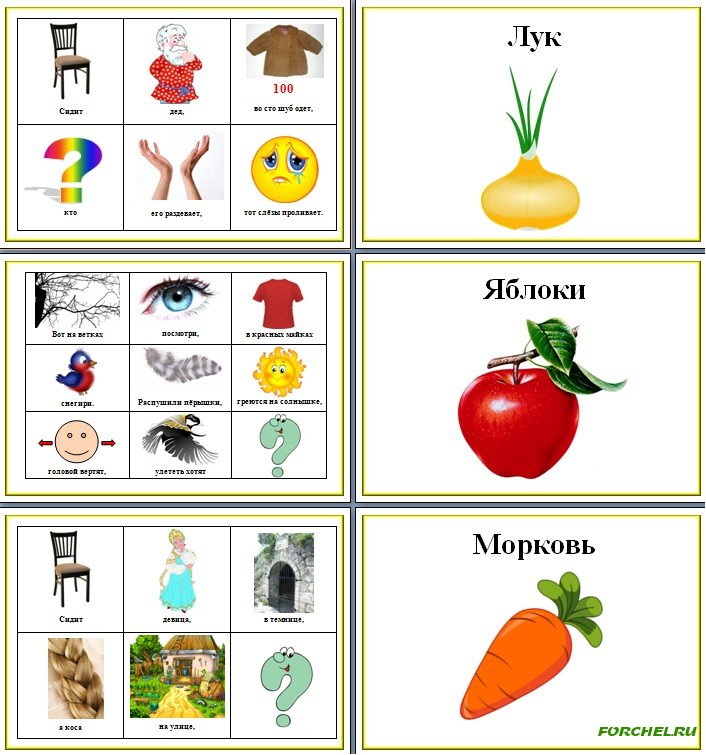 Сидит
дед,
100
во сто шуб одет,
кто
его раздевает,
тот слёзы проливает.
Лук
Вот на ветках
посмотри,
в красных майках
снегири.
Распушили пёрышки,
греются на солнышке,
головой вертят,
улететь хотят
Яблоки
Сидит
девица,
в темнице,
а коса
на улице,
Морковь
FORCHEL.RU